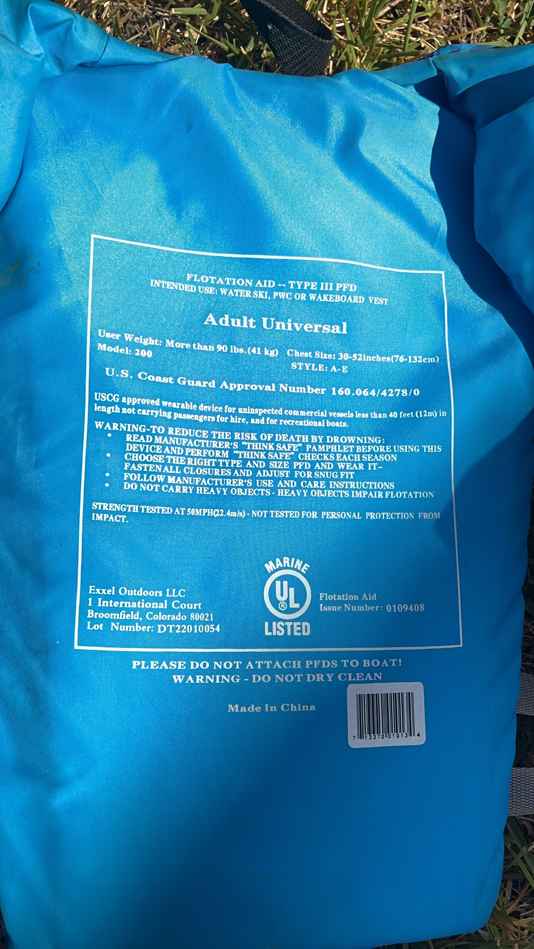 FLOTATION AID -- TYPE III PFD
INTENDED USE: WATER SKI, PWC OR WAKEBOARD VEST
Adult Universal
User Weight: More than 90 lbs.(41 kg) Chest Size: 30-52inches(76-132cm)
Model: 200 STYLE: A-E
U.S. Coast Guard Approval Number 160.064/4278/0
USCG approved wearable device for uninspected commercial vessels less than 40 feet (12m) in
length not carrying passengers for hire, and for recreational boats.
WARNING-TO REDUCE THE RISK OF DEATH BY DROWNING:
• READ MANUFACTURER'S "THINK SAFE" PAMPHLET BEFORE USING THIS
DEVICE AND PERFORM "THINK SAFE" CHECKS EACH SEASON
• CHOOSE THE RIGHT TYPE AND SIZE PFD AND WEAR IT-
FASTEN ALL CLOSURES AND ADJUST FOR SNUG FIT
• FOLLOW MANUFACTURER'S USE AND CARE INSTRUCTIONS
• DO NOT CARRY HEAVY OBJECTS - HEAVY OBJECTS IMPAIR FLOTATION
STRENGTH TESTED AT 50MPH(22.4m/s) - NOT TESTED FOR PERSONAL PROTECTION FROM
IMPACT.
Exxel Outdoors LLC
1 International Court
Broomfield, Colorado 80021
Lot Number: DT22010054
MARINE
UL
®
LISTED
Flotation Aid
Issue Number: 0109408
PLEASE DO NOT ATTACH PFDS TO BOAT!
WARNING - DO NOT DRY CLEAN
Made In China